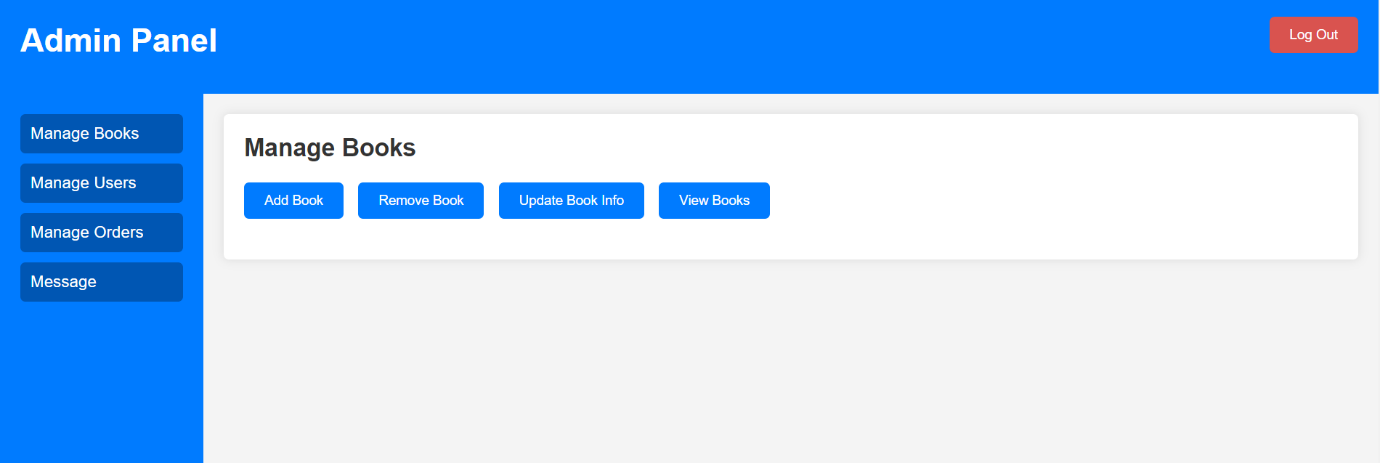 Admin Panel
Log Out
Manage Books
Manage Users
Manage Orders
Message
Manage Books
Add Book Remove Book Update Book Info View Books